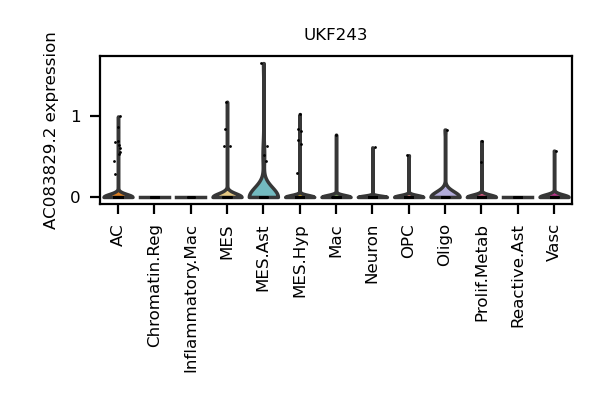 UKF243
AC083829.2 expression
1
0
AC
Chromatin.Reg
Inflammatory.Mac
MES
MES.Ast
MES.Hyp
Mac
Neuron
OPC
Oligo
Prolif.Metab
Reactive.Ast
Vasc